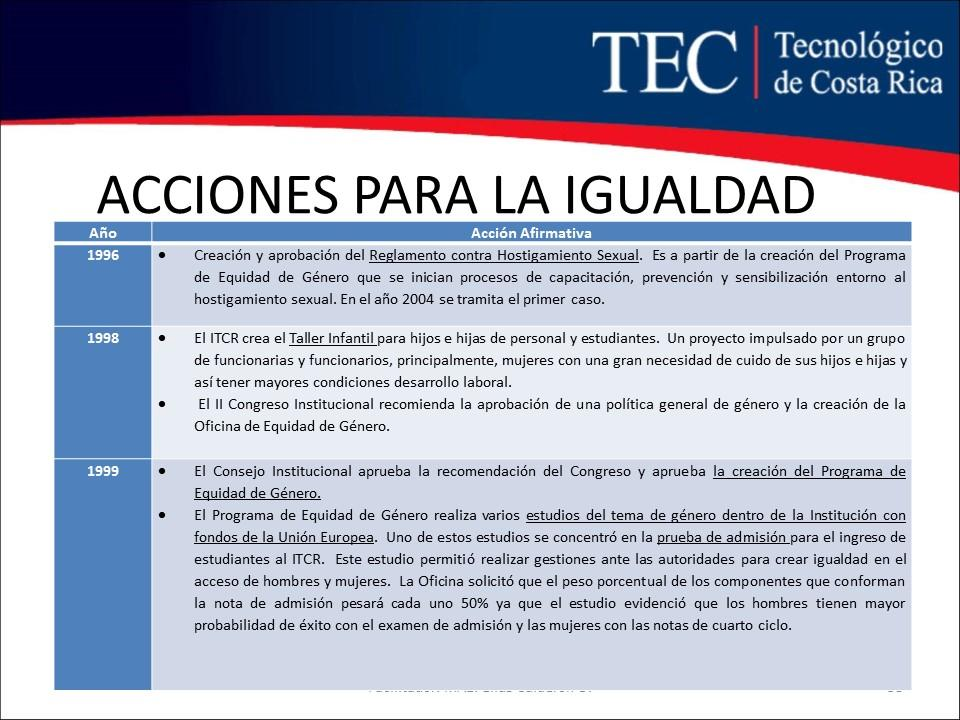 TEC
Tecnológico
de Costa Rica
ACCIONES PARA LA IGUALDAD
Año
Acción Afirmativa
1996
• Creación y aprobación del Reglamento contra Hostigamiento Sexual. Es a partir de la creación del Programa
de Equidad de Género que se inician procesos de capacitación, prevención y sensibilización entorno al
hostigamiento sexual. En el año 2004 se tramita el primer caso.
1998
• El ITCR crea el Taller Infantil para hijos e hijas de personal y estudiantes. Un proyecto impulsado por un grupo
de funcionarias y funcionarios, principalmente, mujeres con una gran necesidad de cuido de sus hijos e hijas y
así tener mayores condiciones desarrollo laboral.
• El II Congreso Institucional recomienda la aprobación de una política general de género y la creación de la
Oficina de Equidad de Género.
1999
• El Consejo Institucional aprueba la recomendación del Congreso y aprueba la creación del Programa de
Equidad de Género.
• El Programa de Equidad de Género realiza varios estudios del tema de género dentro de la Institución con
fondos de la Unión Europea. Uno de estos estudios se concentró en la prueba de admisión para el ingreso de
estudiantes al ITCR. Este estudio permitió realizar gestiones ante las autoridades para crear igualdad en el
acceso de hombres y mujeres. La Oficina solicitó que el peso porcentual de los componentes que conforman
la nota de admisión pesará cada uno 50% ya que el estudio evidenció que los hombres tienen mayor
probabilidad de éxito con el examen de admisión y las mujeres con las notas de cuarto ciclo.